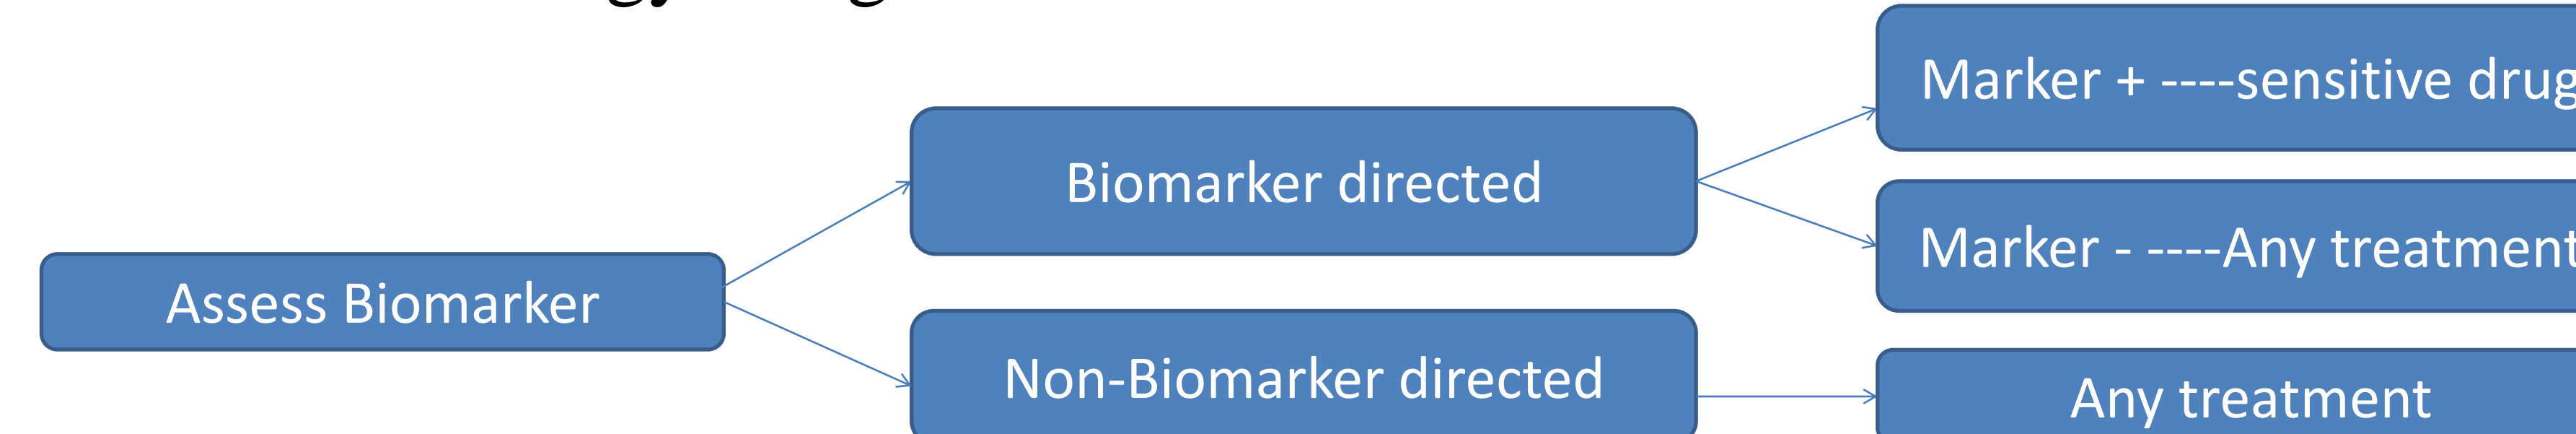 Marker + ----sensitive drug
Biomarker directed
Marker - ----Any treatment
Assess Biomarker
Non-Biomarker directed
Any treatment